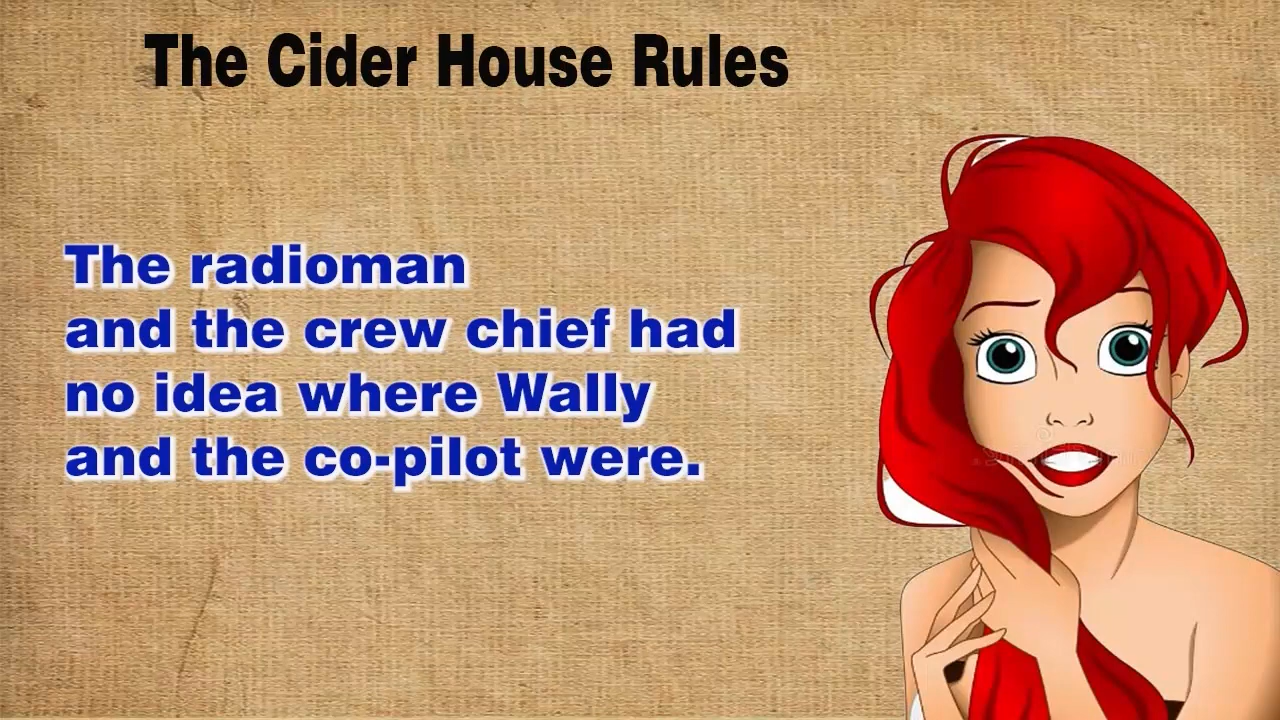 The Cider House Rules
The radioman
and the crew chief had
no idea where Wally
and the co-pilot were.